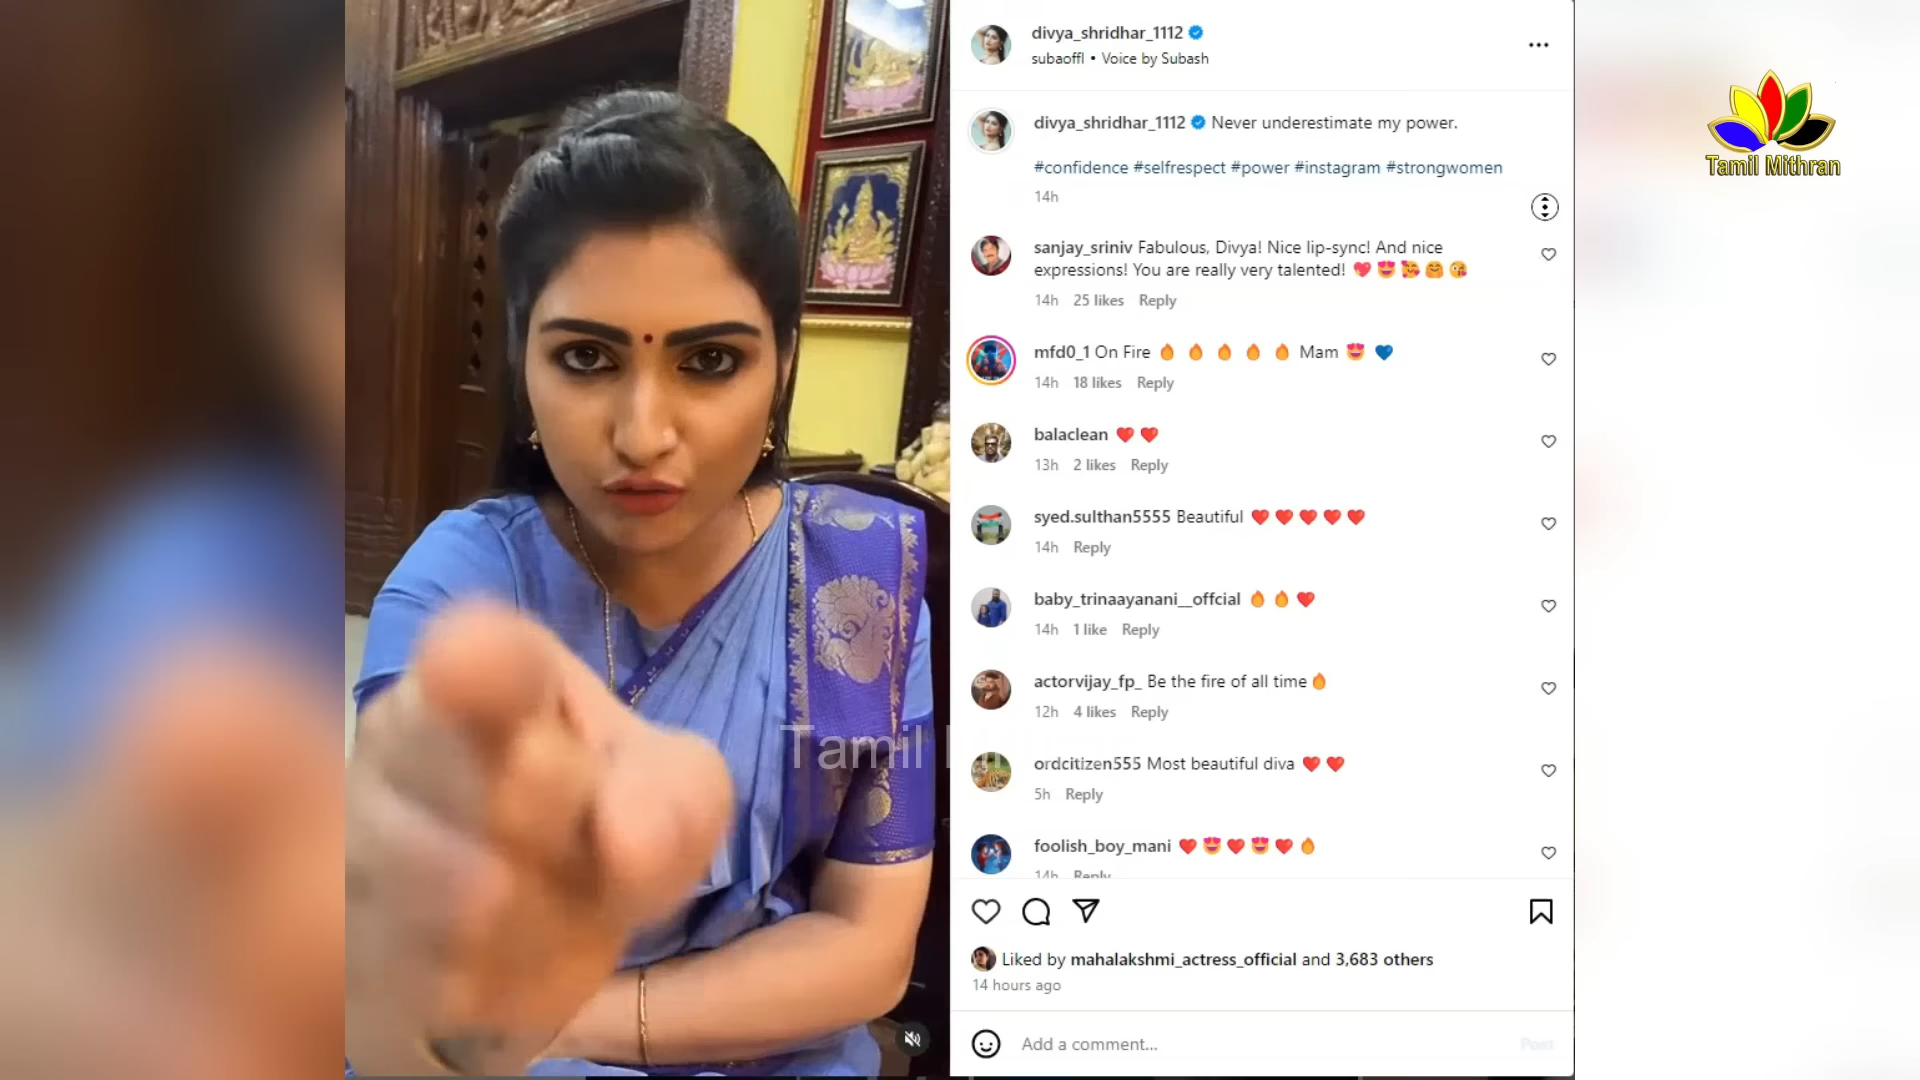 divya_shridhar_1112
subaoffl • Voice by Subash
divya_shridhar_1112 Never underestimate my power.
#confidence #selfrespect #power #instagram #strongwomen
14h
sanjay_sriniv Fabulous, Divya! Nice lip-sync! And nice
expressions! You are really very talented! 💖 😍 🥰 🤗 😘
14h 25 likes Reply
mfd0_1 On Fire 🔥 🔥 🔥 🔥 🔥 Mam 😍 💙
14h 18 likes Reply
balaclean ❤️ ❤️
13h 2 likes Reply
syed.sulthan5555 Beautiful ❤️ ❤️ ❤️ ❤️ ❤️
14h Reply
baby_trinaayanani__offcial 🔥 🔥 ❤️
14h 1 like Reply
actorvijay_fp_ Be the fire of all time🔥
12h 4 likes Reply
ordcitizen555 Most beautiful diva ❤️ ❤️
5h Reply
foolish_boy_mani ❤️ 😍 ❤️ 😍 ❤️ 🔥
14h Reply
Liked by mahalakshmi_actress_official and 3,683 others
14 hours ago
Add a comment...
Post
Tamil Mithran
Tamil